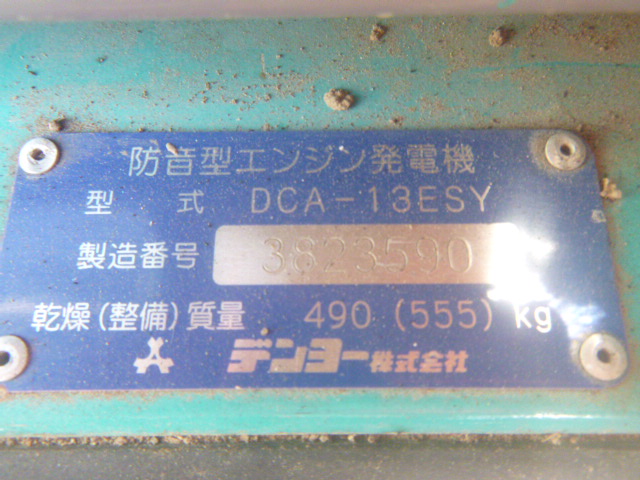 防音型エンジン発電機
型 式 DCA-13ESY
製造番号 3823590
乾燥(整備)質量 490 (555) kg
デンヨー株式会社